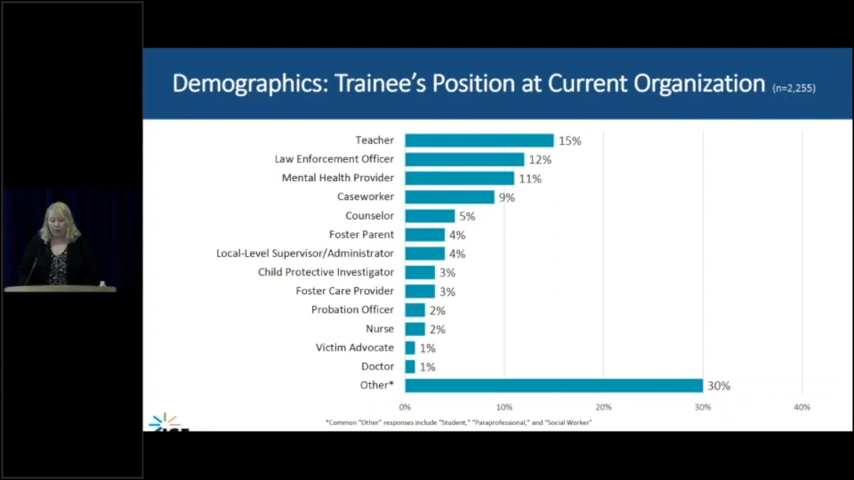 Demographics: Trainee's Position at Current Organization (n=2,255)
Teacher 15%
Law Enforcement Officer 12%
Mental Health Provider 11%
Caseworker 9%
Counselor 5%
Foster Parent 4%
Local-Level Supervisor/Administrator 4%
Child Protective Investigator 3%
Foster Care Provider 3%
Probation Officer 2%
Nurse 2%
Victim Advocate 1%
Doctor 1%
Other* 30%
0% 10% 20% 30% 40%
*Common "Other" responses include "Student," "Paraprofessional," and "Social Worker"